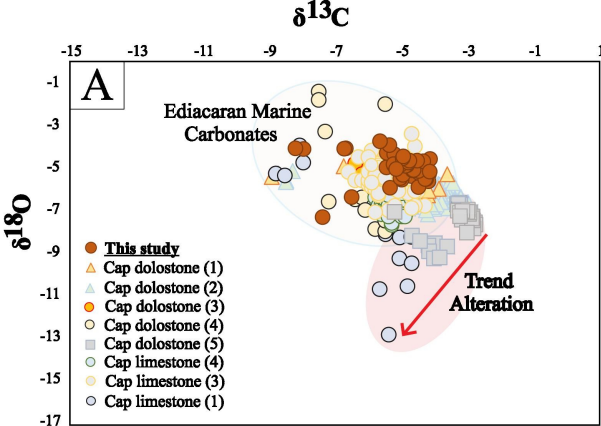 δ13C
-15 -13 -11 -9 -7 -5 -3 -1 1
A
δ18O
-1
-3
-5
-7
-9
-11
-13
-15
-17
Ediacaran Marine
Carbonates
This study
Cap dolostone (1)
Cap dolostone (2)
Cap dolostone (3)
Cap dolostone (4)
Cap dolostone (5)
Cap limestone (4)
Cap limestone (3)
Cap limestone (1)
Trend
Alteration